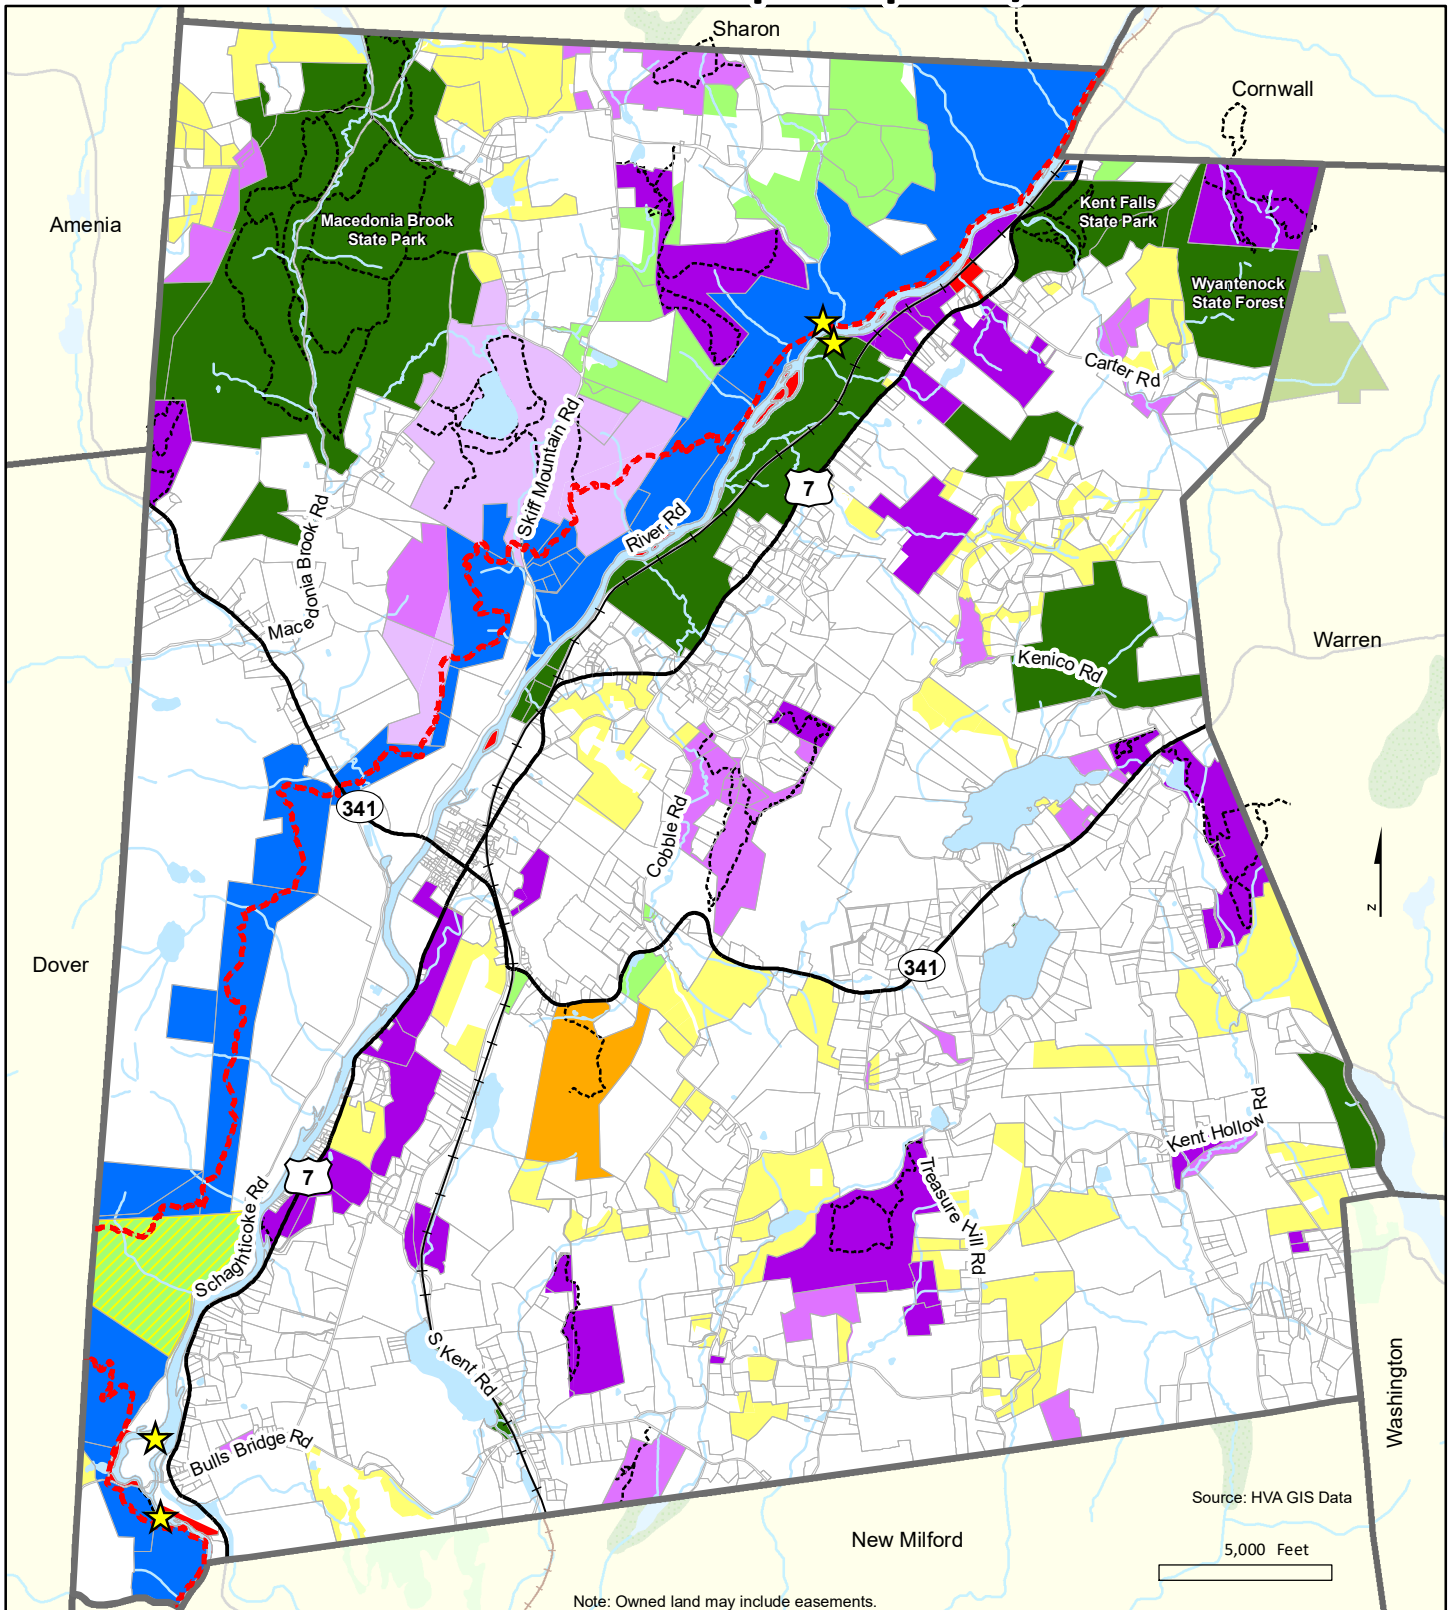 Sharon
Cornwall
Amenia
Macedonia Brook
State Park
Kent Falls
State Park
Wyantenock
State Forest
Carter Rd
Skiff Mountain Rd
7
River Rd
Macedonia Brook Rd
Warren
Kenico Rd
341
Cobble Rd
z
Dover
341
Kent Hollow Rd
7
Treasure Hill Rd
Schaghticoke Rd
S. Kent Rd
Washington
Bulls Bridge Rd
Source: HVA GIS Data
New Milford
5,000 Feet
Note: Owned land may include easements.